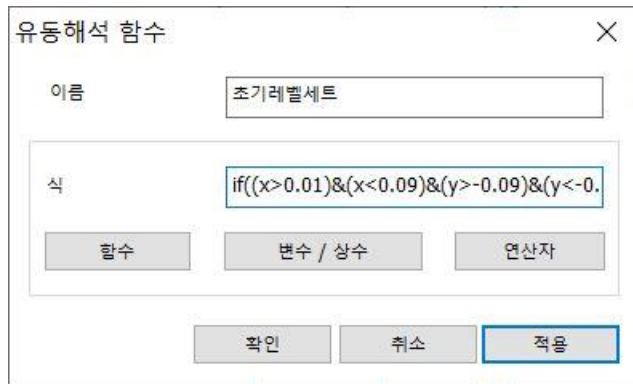 유동해석 함수
이름
초기레벨세트
식
if((x>0.01)&(x<0.09)&(y>-0.09)&(y<-0.
함수
변수 / 상수
연산자
확인
취소
적용